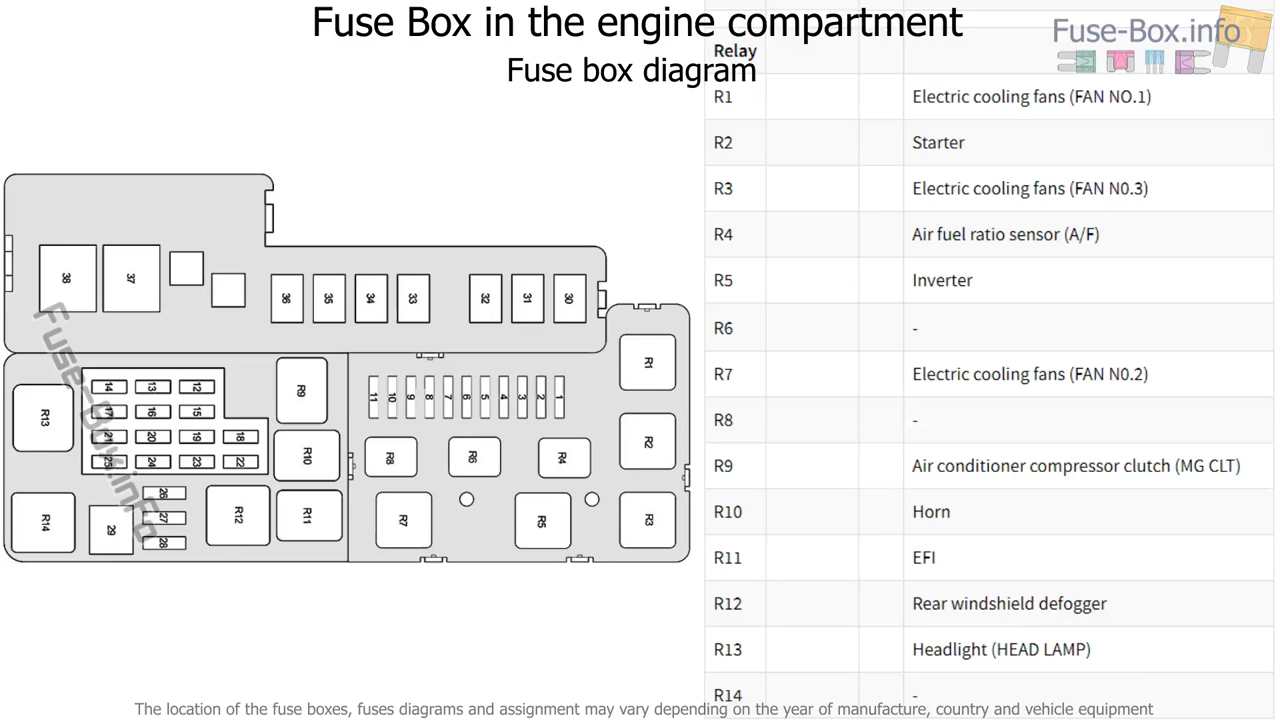 Fuse Box in the engine compartment
Fuse box diagram
Fuse-Box.info
Relay
R1 Electric cooling fans (FAN NO.1)
R2 Starter
R3 Electric cooling fans (FAN N0.3)
R4 Air fuel ratio sensor (A/F)
R5 Inverter
R6 -
R7 Electric cooling fans (FAN N0.2)
R8 -
R9 Air conditioner compressor clutch (MG CLT)
R10 Horn
R11 EFI
R12 Rear windshield defogger
R13 Headlight (HEAD LAMP)
R14 -
38 37 36 35 34 33 32 31 30
R1
R9
14 13 12
11 10 9 8 7 6 5 4 3 2 1
R13
17 16 15
21 20 19 18
R2
25 24 23 22
R10 R8 R6 R4
26
R14 29 27 R12 R11 R7 R5 R3
28
Fuse-Box.info
The location of the fuse boxes, fuses diagrams and assignment may vary depending on the year of manufacture, country and vehicle equipment